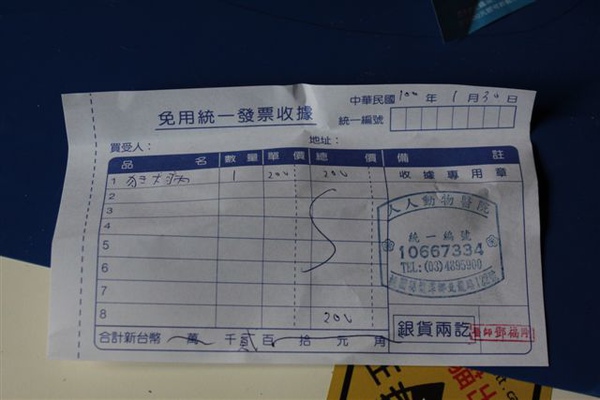 中華民國 100 年 1 月 30 日
免用統一發票收據
統一編號
買受人：
地址：
品名 數量 單價 總價 備註
1 狂犬病 1 200 200 收據專用章
2
3
4
5
6
7
8 200
人人動物醫院
統一編號
10667334
TEL:(03)4895900
合計新台幣 萬 千 貳 百 拾 元 角
銀貨兩訖